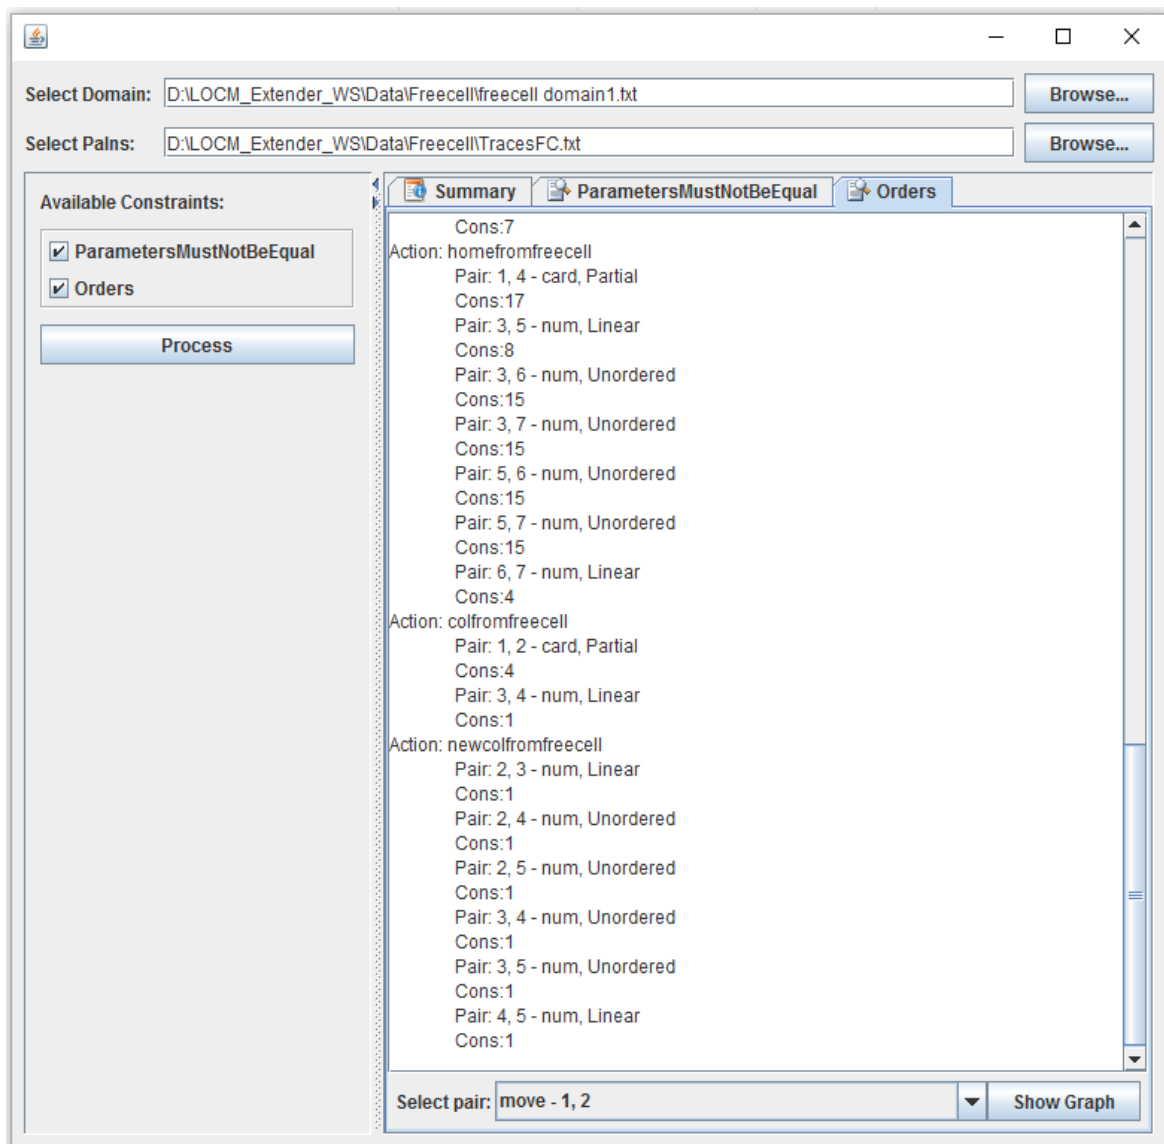 Select Domain: D:\LOCM_Extender_WS\Data\Freecell\freecell domain1.txt Browse...
Select Palns: D:\LOCM_Extender_WS\Data\Freecell\TracesFC.txt Browse...
Available Constraints:
ParametersMustNotBeEqual
Orders
Process
Summary ParametersMustNotBeEqual Orders
Cons:7
Action: homefromfreecell
Pair: 1, 4 - card, Partial
Cons:17
Pair: 3, 5 - num, Linear
Cons:8
Pair: 3, 6 - num, Unordered
Cons:15
Pair: 3, 7 - num, Unordered
Cons:15
Pair: 5, 6 - num, Unordered
Cons:15
Pair: 5, 7 - num, Unordered
Cons:15
Pair: 6, 7 - num, Linear
Cons:4
Action: colfromfreecell
Pair: 1, 2 - card, Partial
Cons:4
Pair: 3, 4 - num, Linear
Cons:1
Action: newcolfromfreecell
Pair: 2, 3 - num, Linear
Cons:1
Pair: 2, 4 - num, Unordered
Cons:1
Pair: 2, 5 - num, Unordered
Cons:1
Pair: 3, 4 - num, Unordered
Cons:1
Pair: 3, 5 - num, Unordered
Cons:1
Pair: 4, 5 - num, Linear
Cons:1
Select pair: move - 1, 2 Show Graph